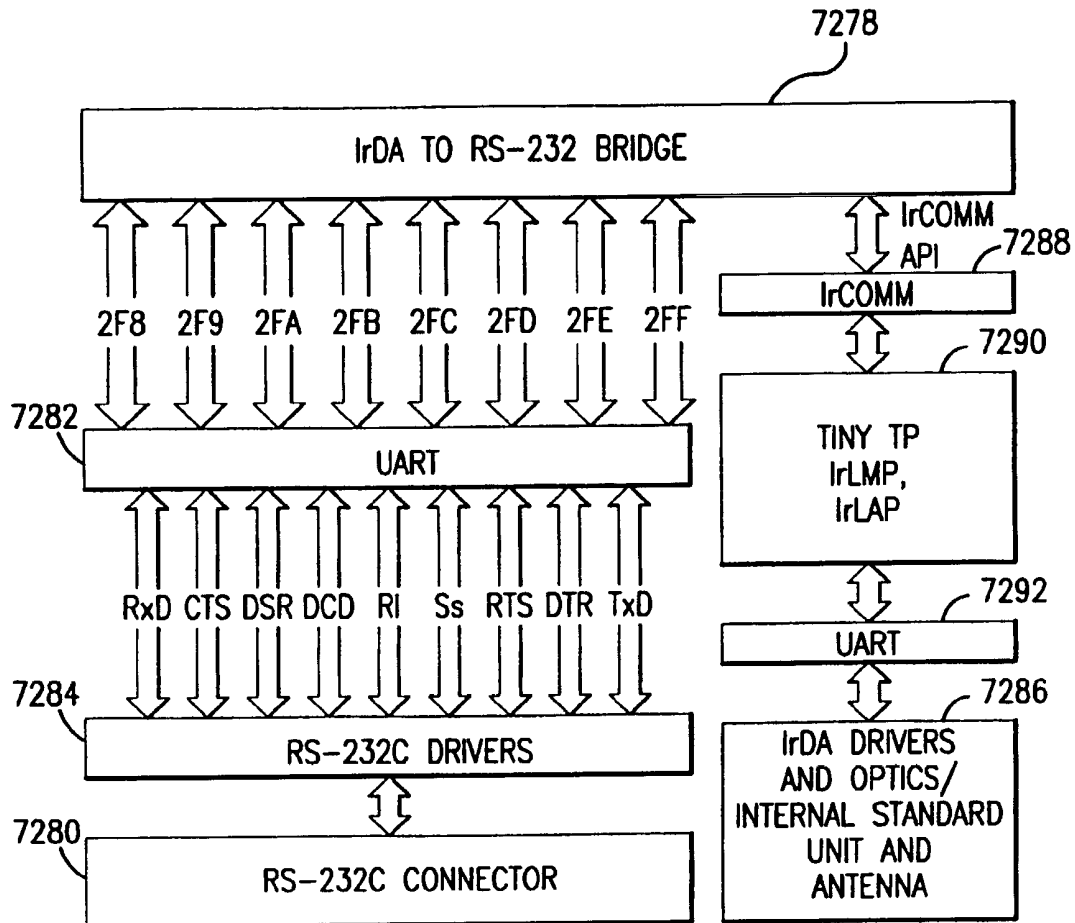 7278
IrDA TO RS-232 BRIDGE
IrCOMM
API
7288
IrCOMM
2F8 2F9 2FA 2FB 2FC 2FD 2FE 2FF
7290
TINY TP
IrLMP,
IrLAP
7282
UART
RxD CTS DSR DCD RI Ss RTS DTR TxD
7292
UART
7284
RS-232C DRIVERS
7286
IrDA DRIVERS
AND OPTICS/
INTERNAL STANDARD
UNIT AND
ANTENNA
7280
RS-232C CONNECTOR